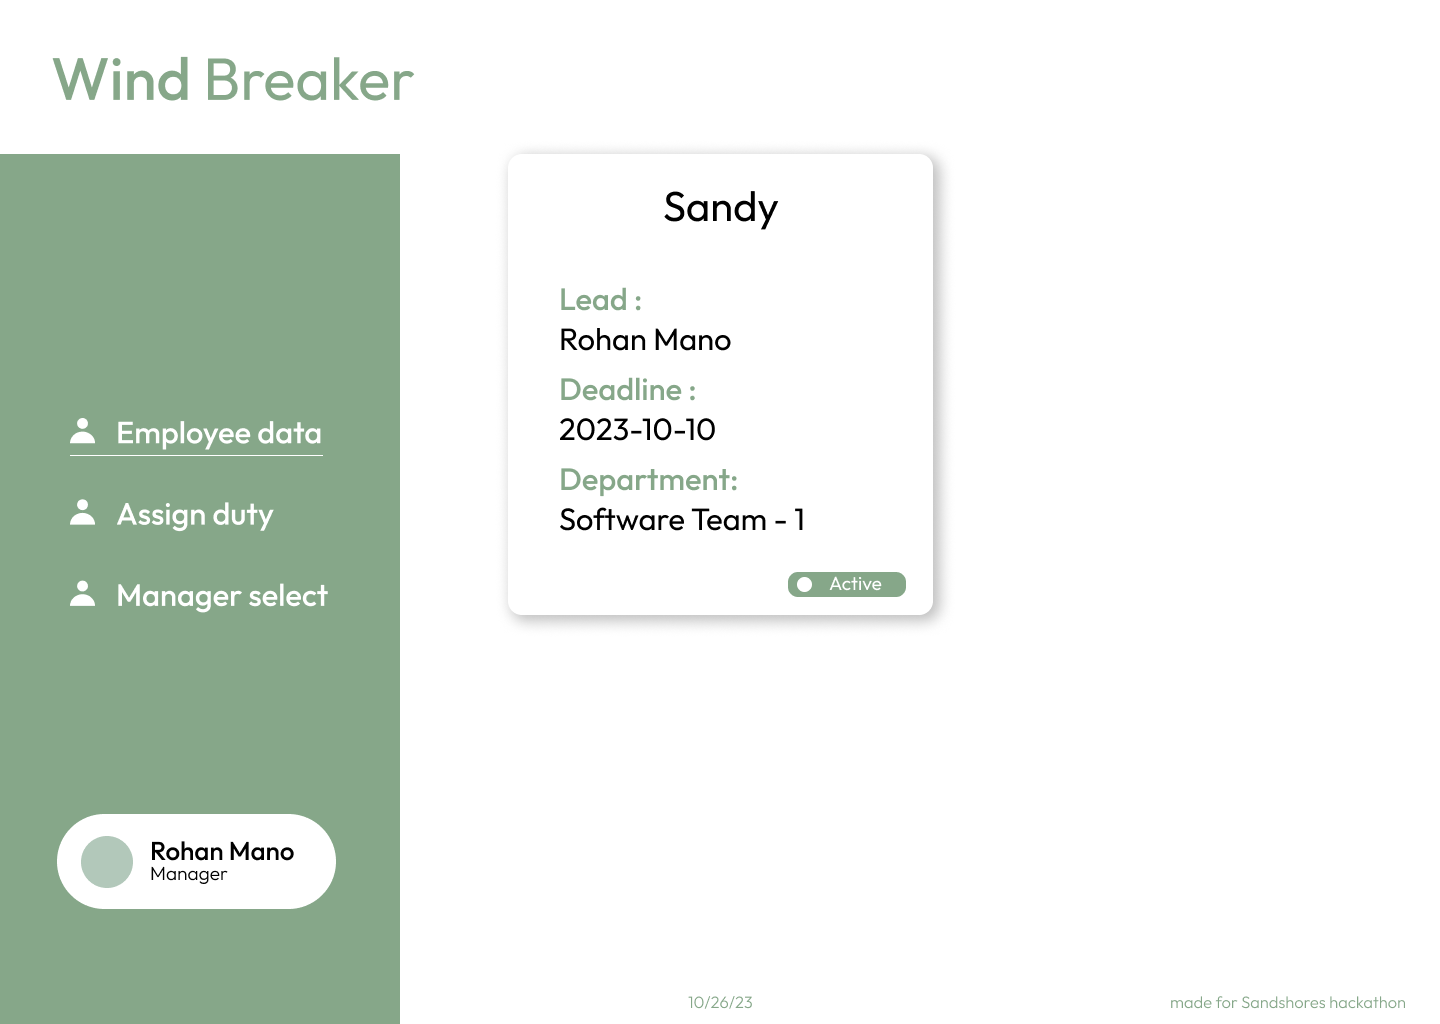 Wind Breaker
Employee data
Assign duty
Manager select
Rohan Mano
Manager
Sandy
Lead :
Rohan Mano
Deadline :
2023-10-10
Department:
Software Team - 1
Active
10/26/23
made for Sandshores hackathon